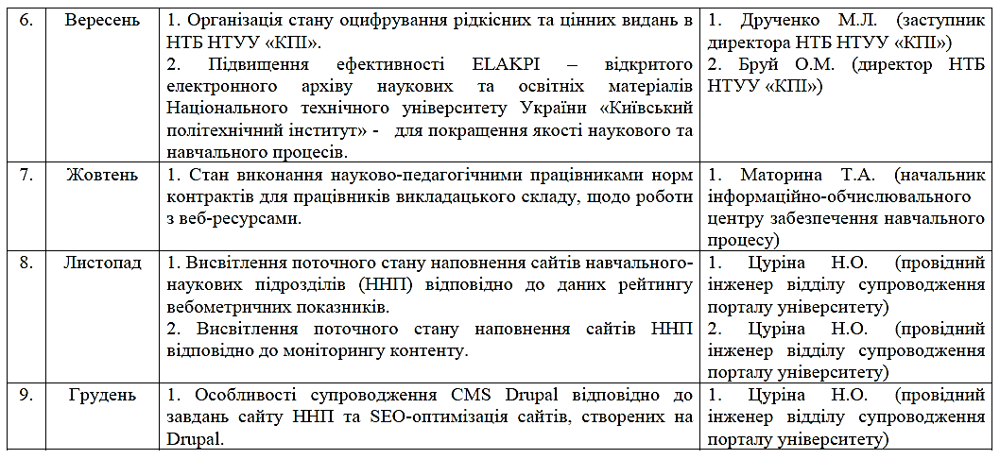 6.
Вересень
1. Організація стану оцифрування рідкісних та цінних видань в
НТБ НТУУ «КПІ».
2. Підвищення ефективності ELAKPI – відкритого
електронного архіву наукових та освітніх матеріалів
Національного технічного університету України «Київський
політехнічний інститут» - для покращення якості наукового та
навчального процесів.
1. Друченко М.Л. (заступник
директора НТБ НТУУ «КПІ»)
2. Бруй О.М. (директор НТБ
НТУУ «КПІ»)
7.
Жовтень
1. Стан виконання науково-педагогічними працівниками норм
контрактів для працівників викладацького складу, щодо роботи
з веб-ресурсами.
1. Маторина Т.А. (начальник
інформаційно-обчислювального
центру забезпечення навчального
процесу)
8.
Листопад
1. Висвітлення поточного стану наповнення сайтів навчального-
наукових підрозділів (ННП) відповідно до даних рейтингу
вебометричних показників.
2. Висвітлення поточного стану наповнення сайтів ННП
відповідно до моніторингу контенту.
1. Цуріна Н.О. (провідний
інженер відділу супроводження
порталу університету)
2. Цуріна Н.О. (провідний
інженер відділу супроводження
порталу університету)
9.
Грудень
1. Особливості супроводження CMS Drupal відповідно до
завдань сайту ННП та SEO-оптимізація сайтів, створених на
Drupal.
1. Цуріна Н.О. (провідний
інженер відділу супроводження
порталу університету)